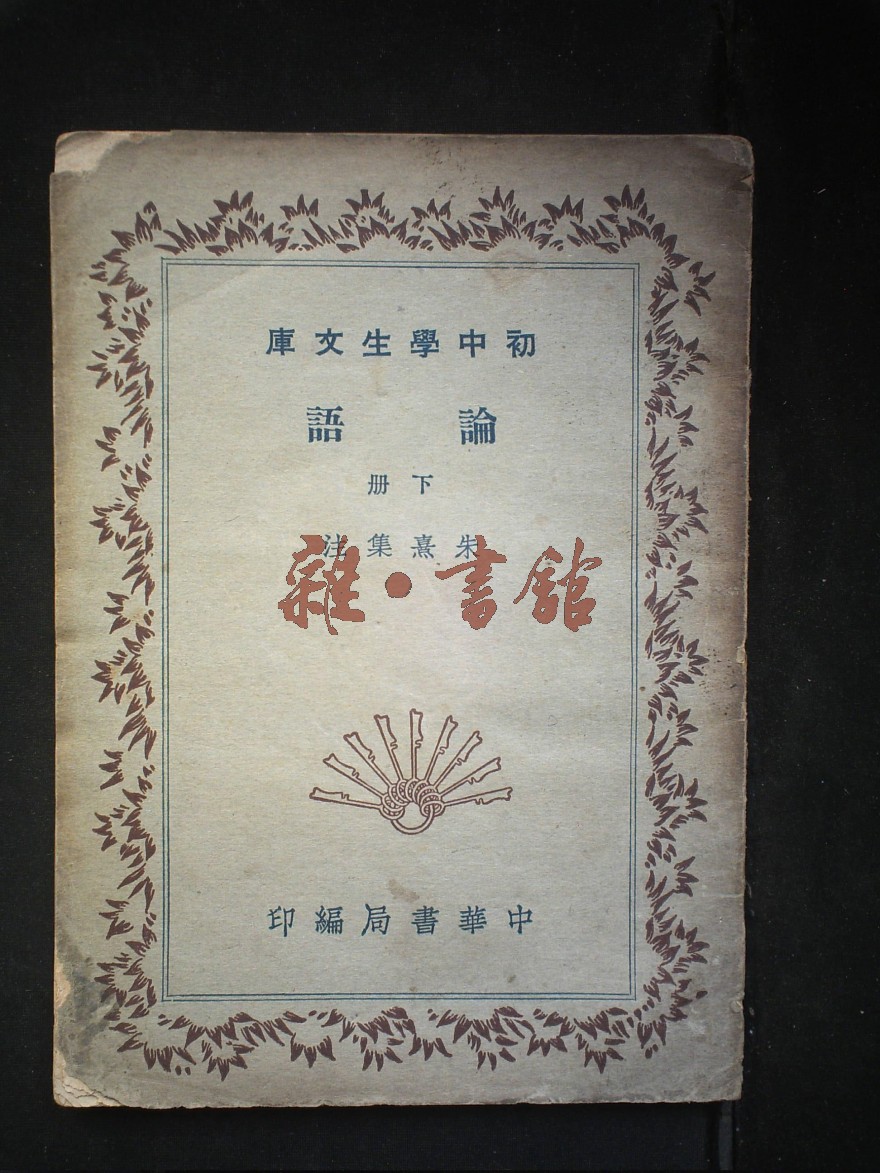 初中學生文庫
論語
下册
朱熹集注
雜·書館
中華書局編印